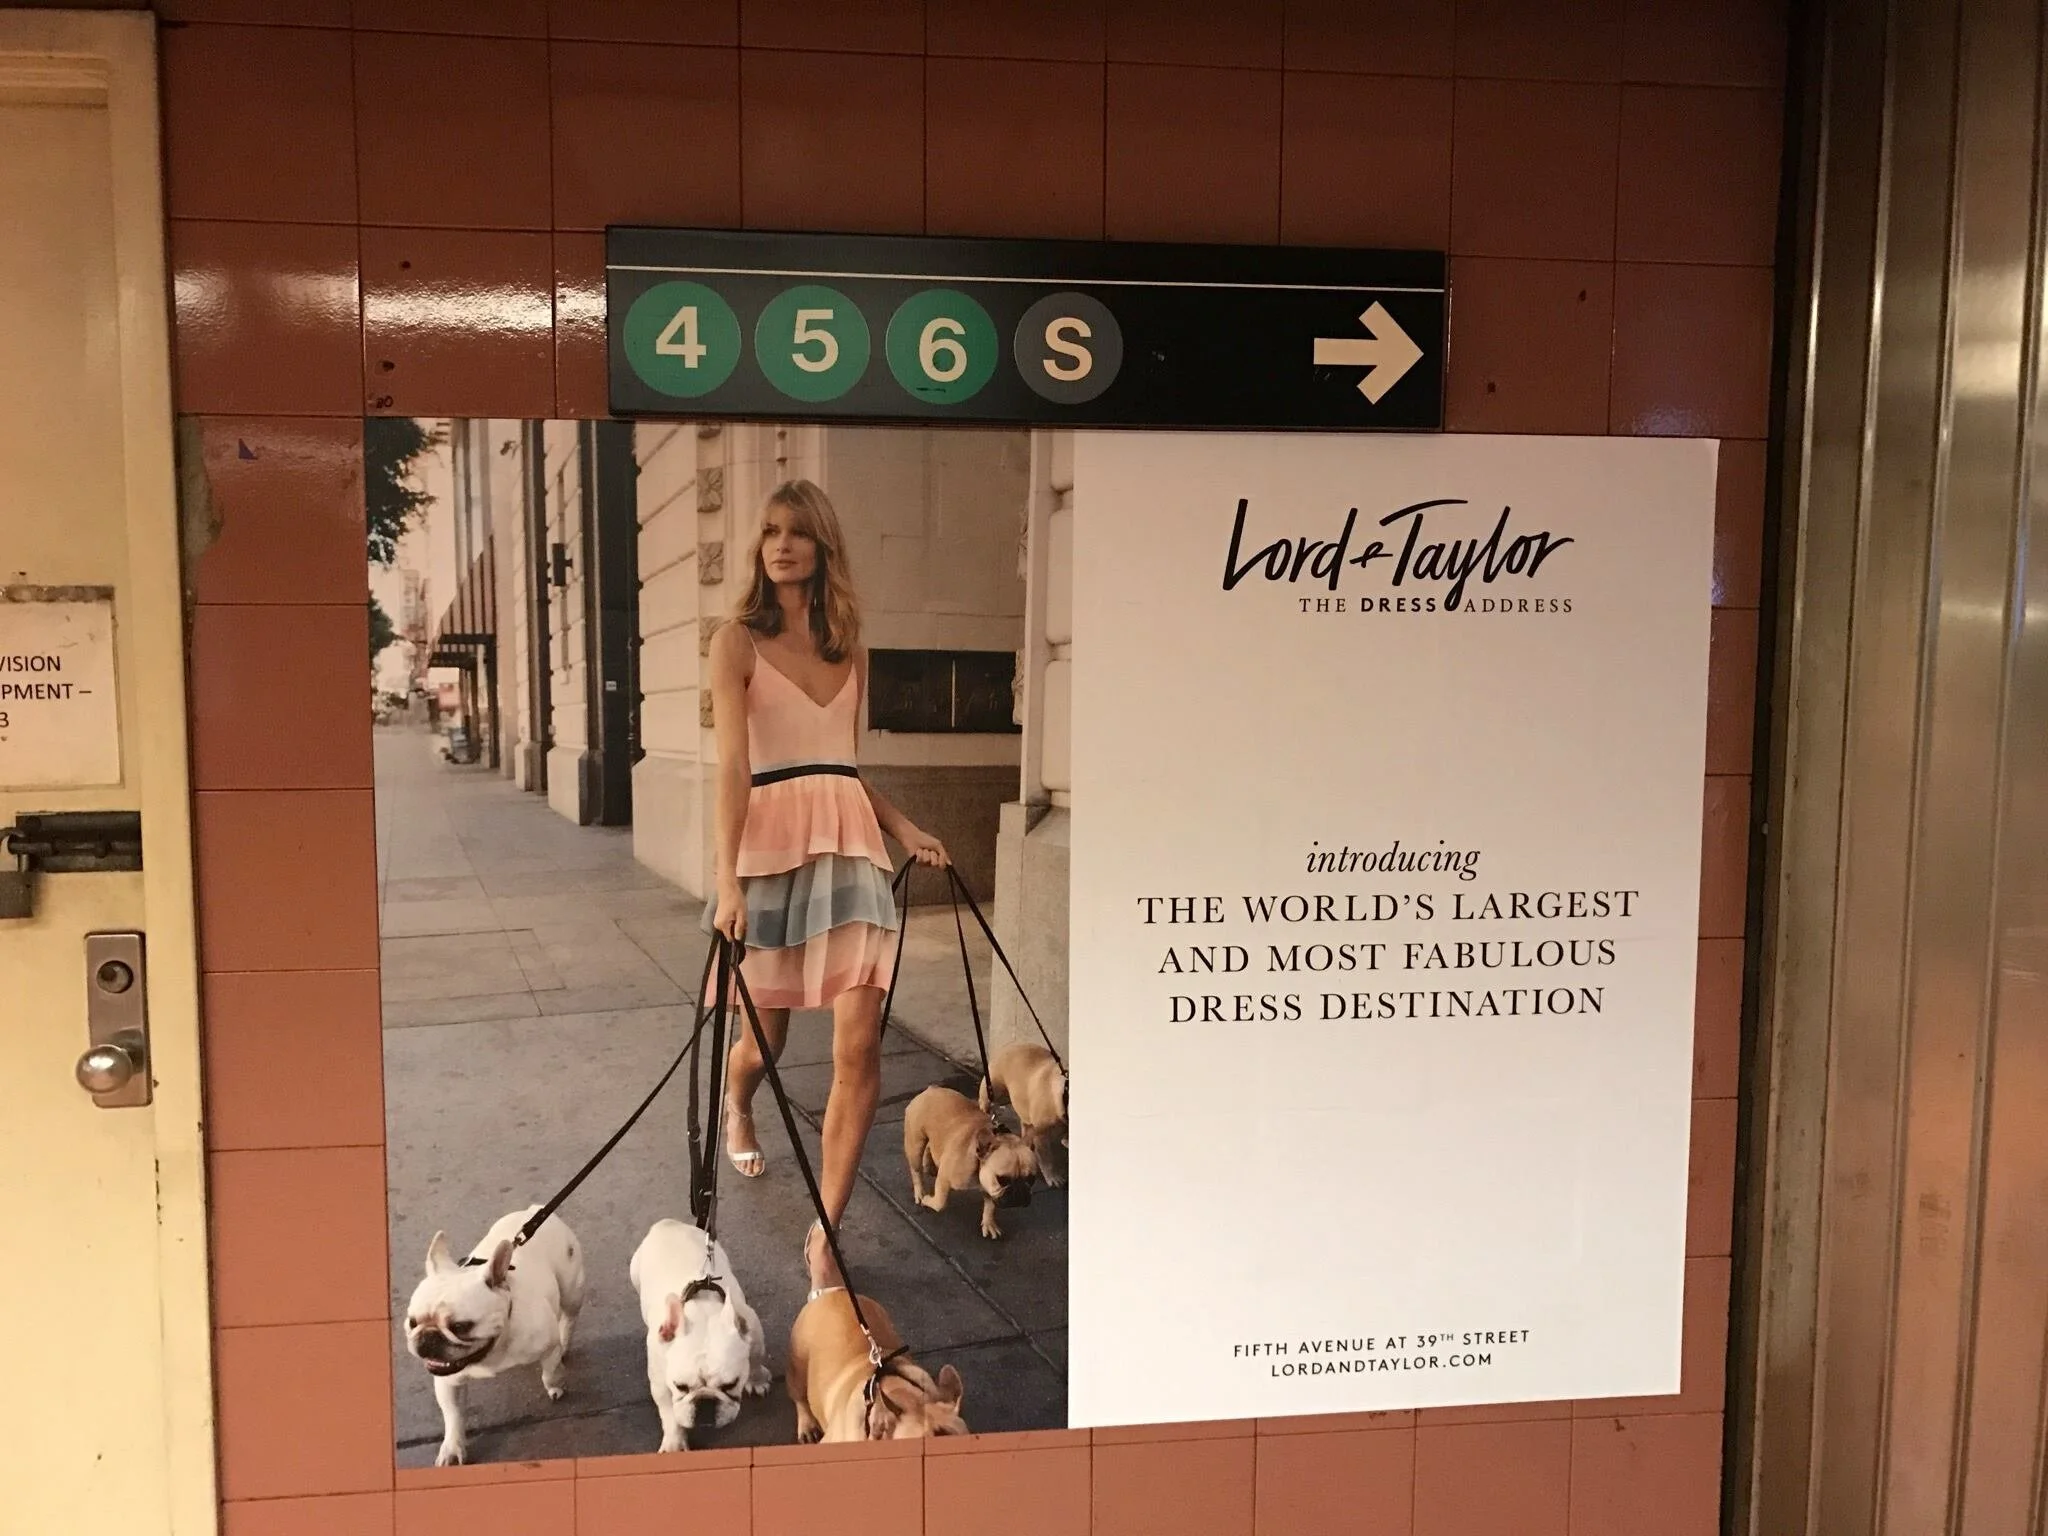 4 5 6 S
VISION
PMENT –
3
Lord & Taylor
THE DRESS ADDRESS
introducing
THE WORLD'S LARGEST
AND MOST FABULOUS
DRESS DESTINATION
FIFTH AVENUE AT 39TH STREET
LORDANDTAYLOR.COM